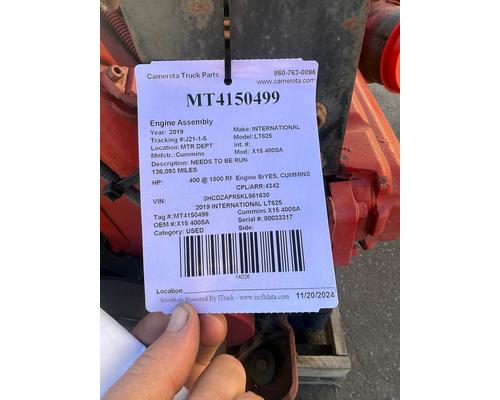 Camerota Truck Parts 860-763-0896
www.camerota.com
MT4150499
Engine Assembly
Year: 2019 Make: INTERNATIONAL
Tracking #:J21-1-5 Model: LT625
Location: MTR DEPT int. #:
Mnfctr.:Cummins Mod: X15 400SA
Description: NEEDS TO BE RUN
136,093 MILES
HP: 400 @ 1800 RF Engine B/YES, CUMMINS
CPL/ARR:4342
VIN: 3HCDZAPR5KL561630
2019 INTERNATIONAL LT625
Tag #:MT4150499 Cummins X15 400SA
OEM #:X15 400SA Serial #: 80033317
Category: USED Side:
14036
Location
Inventory Powered By ITrack - www.isoftdata.com 11/20/2024